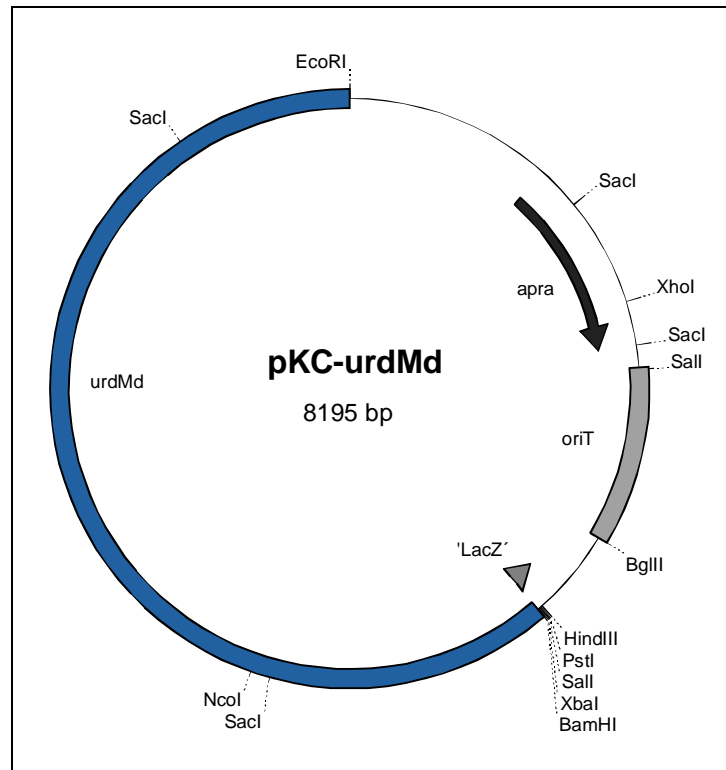 EcoRI
SacI
SacI
apra
XhoI
SacI
SalI
pKC-urdMd
8195 bp
urdMd
oriT
'LacZ´
BglII
HindIII
PstI
SalI
XbaI
BamHI
NcoI
SacI